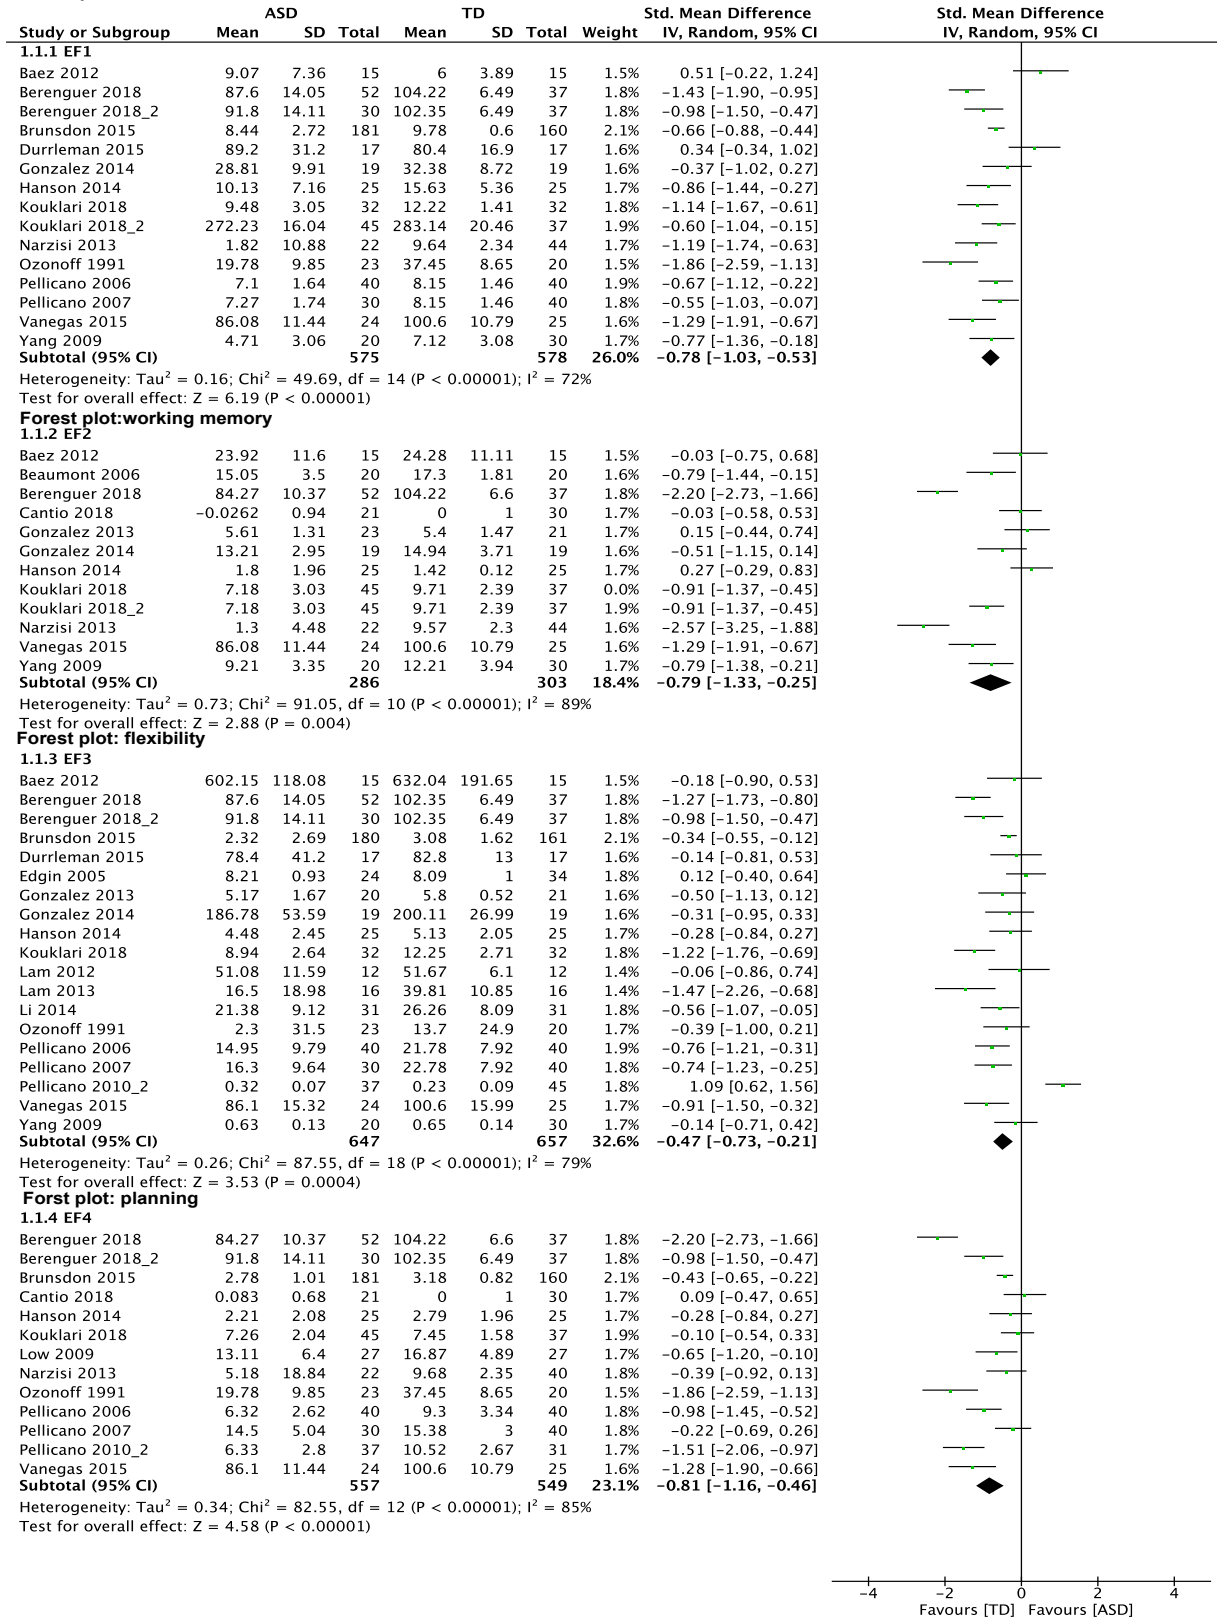 ASD TD Std. Mean Difference Std. Mean Difference
Study or Subgroup Mean SD Total Mean SD Total Weight IV, Random, 95% CI IV, Random, 95% CI
1.1.1 EF1
Baez 2012 9.07 7.36 15 6 3.89 15 1.5% 0.51 [−0.22, 1.24]
Berenguer 2018 87.6 14.05 52 104.22 6.49 37 1.8% −1.43 [−1.90, −0.95]
Berenguer 2018_2 91.8 14.11 30 102.35 6.49 37 1.8% −0.98 [−1.50, −0.47]
Brunsdon 2015 8.44 2.72 181 9.78 0.6 160 2.1% −0.66 [−0.88, −0.44]
Durrleman 2015 89.2 31.2 17 80.4 16.9 17 1.6% 0.34 [−0.34, 1.02]
Gonzalez 2014 28.81 9.91 19 32.38 8.72 19 1.6% −0.37 [−1.02, 0.27]
Hanson 2014 10.13 7.16 25 15.63 5.36 25 1.7% −0.86 [−1.44, −0.27]
Kouklari 2018 9.48 3.05 32 12.22 1.41 32 1.8% −1.14 [−1.67, −0.61]
Kouklari 2018_2 272.23 16.04 45 283.14 20.46 37 1.9% −0.60 [−1.04, −0.15]
Narzisi 2013 1.82 10.88 22 9.64 2.34 44 1.7% −1.19 [−1.74, −0.63]
Ozonoff 1991 19.78 9.85 23 37.45 8.65 20 1.5% −1.86 [−2.59, −1.13]
Pellicano 2006 7.1 1.64 40 8.15 1.46 40 1.9% −0.67 [−1.12, −0.22]
Pellicano 2007 7.27 1.74 30 8.15 1.46 40 1.8% −0.55 [−1.03, −0.07]
Vanegas 2015 86.08 11.44 24 100.6 10.79 25 1.6% −1.29 [−1.91, −0.67]
Yang 2009 4.71 3.06 20 7.12 3.08 30 1.7% −0.77 [−1.36, −0.18]
Subtotal (95% CI) 575 578 26.0% −0.78 [−1.03, −0.53]
Heterogeneity: Tau² = 0.16; Chi² = 49.69, df = 14 (P < 0.00001); I² = 72%
Test for overall effect: Z = 6.19 (P < 0.00001)
Forest plot:working memory
1.1.2 EF2
Baez 2012 23.92 11.6 15 24.28 11.11 15 1.5% −0.03 [−0.75, 0.68]
Beaumont 2006 15.05 3.5 20 17.3 1.81 20 1.6% −0.79 [−1.44, −0.15]
Berenguer 2018 84.27 10.37 52 104.22 6.6 37 1.8% −2.20 [−2.73, −1.66]
Cantio 2018 −0.0262 0.94 21 0 1 30 1.7% −0.03 [−0.58, 0.53]
Gonzalez 2013 5.61 1.31 23 5.4 1.47 21 1.7% 0.15 [−0.44, 0.74]
Gonzalez 2014 13.21 2.95 19 14.94 3.71 19 1.6% −0.51 [−1.15, 0.14]
Hanson 2014 1.8 1.96 25 1.42 0.12 25 1.7% 0.27 [−0.29, 0.83]
Kouklari 2018 7.18 3.03 45 9.71 2.39 37 0.0% −0.91 [−1.37, −0.45]
Kouklari 2018_2 7.18 3.03 45 9.71 2.39 37 1.9% −0.91 [−1.37, −0.45]
Narzisi 2013 1.3 4.48 22 9.57 2.3 44 1.6% −2.57 [−3.25, −1.88]
Vanegas 2015 86.08 11.44 24 100.6 10.79 25 1.6% −1.29 [−1.91, −0.67]
Yang 2009 9.21 3.35 20 12.21 3.94 30 1.7% −0.79 [−1.38, −0.21]
Subtotal (95% CI) 286 303 18.4% −0.79 [−1.33, −0.25]
Heterogeneity: Tau² = 0.73; Chi² = 91.05, df = 10 (P < 0.00001); I² = 89%
Test for overall effect: Z = 2.88 (P = 0.004)
Forest plot: flexibility
1.1.3 EF3
Baez 2012 602.15 118.08 15 632.04 191.65 15 1.5% −0.18 [−0.90, 0.53]
Berenguer 2018 87.6 14.05 52 102.35 6.49 37 1.8% −1.27 [−1.73, −0.80]
Berenguer 2018_2 91.8 14.11 30 102.35 6.49 37 1.8% −0.98 [−1.50, −0.47]
Brunsdon 2015 2.32 2.69 180 3.08 1.62 161 2.1% −0.34 [−0.55, −0.12]
Durrleman 2015 78.4 41.2 17 82.8 13 17 1.6% −0.14 [−0.81, 0.53]
Edgin 2005 8.21 0.93 24 8.09 1 34 1.8% 0.12 [−0.40, 0.64]
Gonzalez 2013 5.17 1.67 20 5.8 0.52 21 1.6% −0.50 [−1.13, 0.12]
Gonzalez 2014 186.78 53.59 19 200.11 26.99 19 1.6% −0.31 [−0.95, 0.33]
Hanson 2014 4.48 2.45 25 5.13 2.05 25 1.7% −0.28 [−0.84, 0.27]
Kouklari 2018 8.94 2.64 32 12.25 2.71 32 1.8% −1.22 [−1.76, −0.69]
Lam 2012 51.08 11.59 12 51.67 6.1 12 1.4% −0.06 [−0.86, 0.74]
Lam 2013 16.5 18.98 16 39.81 10.85 16 1.4% −1.47 [−2.26, −0.68]
Li 2014 21.38 9.12 31 26.26 8.09 31 1.8% −0.56 [−1.07, −0.05]
Ozonoff 1991 2.3 31.5 23 13.7 24.9 20 1.7% −0.39 [−1.00, 0.21]
Pellicano 2006 14.95 9.79 40 21.78 7.92 40 1.9% −0.76 [−1.21, −0.31]
Pellicano 2007 16.3 9.64 30 22.78 7.92 40 1.8% −0.74 [−1.23, −0.25]
Pellicano 2010_2 0.32 0.07 37 0.23 0.09 45 1.8% 1.09 [0.62, 1.56]
Vanegas 2015 86.1 15.32 24 100.6 15.99 25 1.7% −0.91 [−1.50, −0.32]
Yang 2009 0.63 0.13 20 0.65 0.14 30 1.7% −0.14 [−0.71, 0.42]
Subtotal (95% CI) 647 657 32.6% −0.47 [−0.73, −0.21]
Heterogeneity: Tau² = 0.26; Chi² = 87.55, df = 18 (P < 0.00001); I² = 79%
Test for overall effect: Z = 3.53 (P = 0.0004)
Forst plot: planning
1.1.4 EF4
Berenguer 2018 84.27 10.37 52 104.22 6.6 37 1.8% −2.20 [−2.73, −1.66]
Berenguer 2018_2 91.8 14.11 30 102.35 6.49 37 1.8% −0.98 [−1.50, −0.47]
Brunsdon 2015 2.78 1.01 181 3.18 0.82 160 2.1% −0.43 [−0.65, −0.22]
Cantio 2018 0.083 0.68 21 0 1 30 1.7% 0.09 [−0.47, 0.65]
Hanson 2014 2.21 2.08 25 2.79 1.96 25 1.7% −0.28 [−0.84, 0.27]
Kouklari 2018 7.26 2.04 45 7.45 1.58 37 1.9% −0.10 [−0.54, 0.33]
Low 2009 13.11 6.4 27 16.87 4.89 27 1.8% −0.65 [−1.20, −0.10]
Narzisi 2013 5.18 18.84 22 9.68 2.35 40 1.8% −0.39 [−0.92, 0.13]
Ozonoff 1991 19.78 9.85 23 37.45 8.65 20 1.5% −1.86 [−2.59, −1.13]
Pellicano 2006 6.32 2.62 40 9.3 3.34 40 1.8% −0.98 [−1.45, −0.52]
Pellicano 2007 14.5 5.04 30 15.38 3 40 1.8% −0.22 [−0.69, 0.26]
Pellicano 2010_2 6.33 2.8 37 10.52 2.67 31 1.7% −1.51 [−2.06, −0.97]
Vanegas 2015 86.1 11.44 24 100.6 10.79 25 1.6% −1.28 [−1.90, −0.66]
Subtotal (95% CI) 557 549 23.1% −0.81 [−1.16, −0.46]
Heterogeneity: Tau² = 0.34; Chi² = 82.55, df = 12 (P < 0.00001); I² = 85%
Test for overall effect: Z = 4.58 (P < 0.00001)
−4 −2 0 2 4
Favours [TD] Favours [ASD]